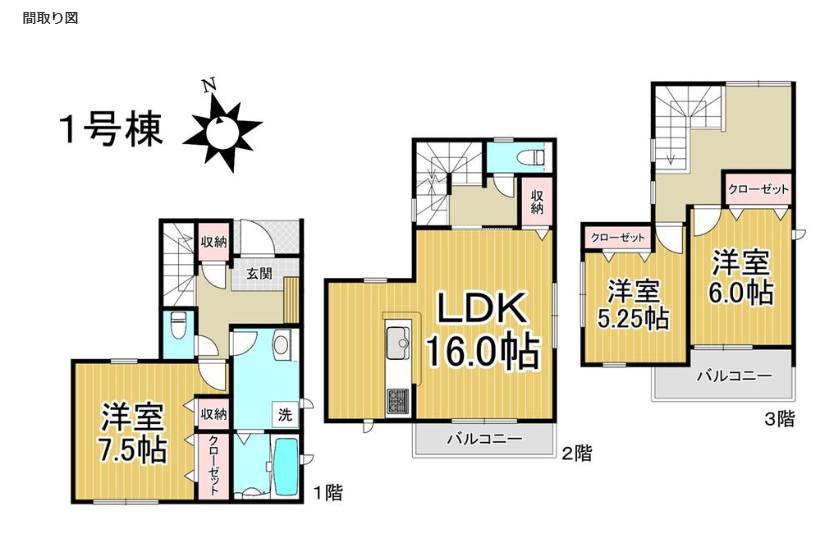 間取り図
1号棟
N
収納
玄関
洋室
7.5帖
収納
クローゼット
洗
1階
収納
LDK
16.0帖
バルコニー
2階
クローゼット
クローゼット
洋室
6.0帖
洋室
5.25帖
バルコニー
3階